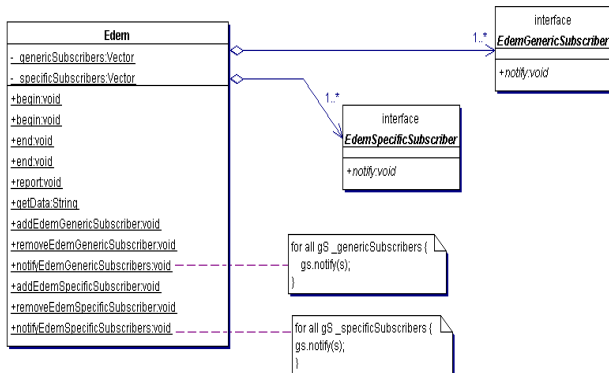 Edem
- _genericSubscribers:Vector
- _specificSubscribers:Vector
+begin:void
+begin:void
+end:void
+end:void
+report:void
+getData:String
+addEdemGenericSubscriber:void
+removeEdemGenericSubscriber:void
+notifyEdemGenericSubscribers:void
+addEdemSpecificSubscriber:void
+removeEdemSpecificSubscriber:void
+notifyEdemSpecificSubscribers:void
1..*
interface
EdemGenericSubscriber
+notify:void
1..*
interface
EdemSpecificSubscriber
+notify:void
for all gS _genericSubscribers {
gs.notify(s);
}
for all gS _specificSubscribers {
gs.notify(s);
}